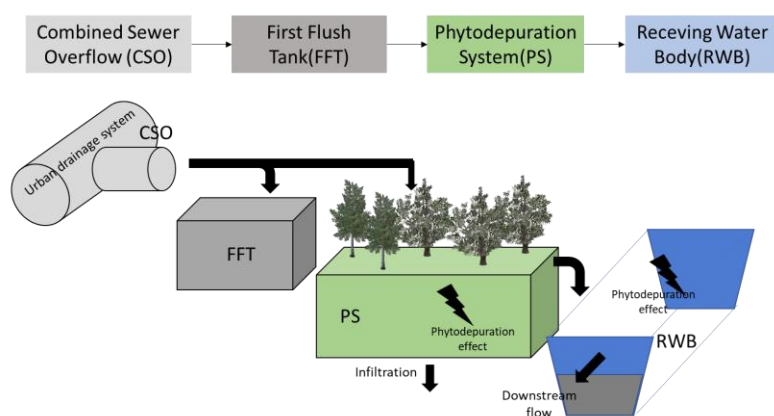 Combined Sewer
Overflow (CSO)
First Flush
Tank(FFT)
Phytodepuration
System(PS)
Receving Water
Body(RWB)
Urban drainage system
CSO
FFT
PS
Phytodepuration
effect
Infiltration
Phytodepuration
effect
RWB
Downstream
flow